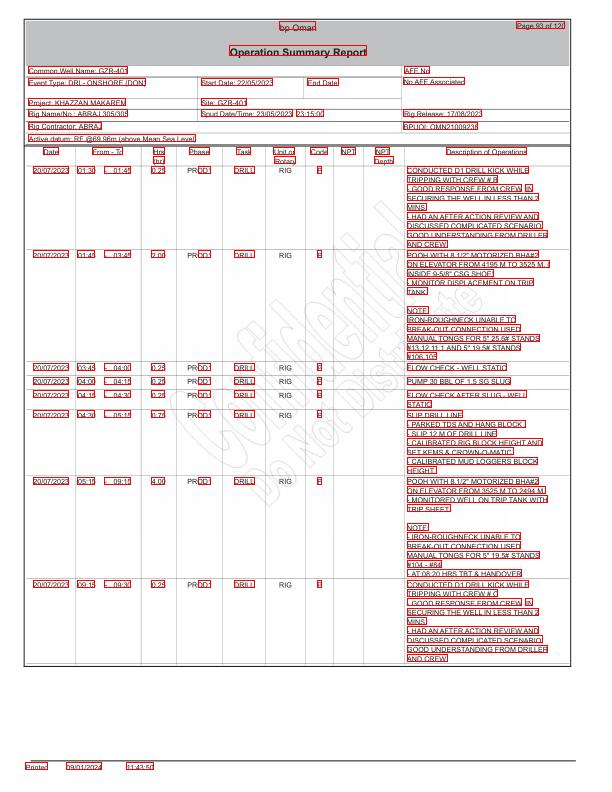 bp Oman
Page 93 of 120
Operation Summary Report
Common Well Name: GZR-401
AFE No
Event Type: DRL- ONSHORE (DON)
Start Date: 22/05/2023
End Date
No AFE Associated
Project: KHAZZAN MAKAREM
Site: GZR-401
Rig Name/No.: ABRAJ 305/305
Spud Date/Time: 23/05/2023 23:15:00
Rig Release: 17/08/2023
Rig Contractor: ABRAJ
BPUOI: OMN21009236
Active datum: RF @69.96m (above Mean Sea Level)
Date From - To Hrs Phase Task Unit or Code NPT NPT Description of Operations
(hr) Rotary Depth
20/07/2023 01:30 - 01:45 0.25 PROD1 DRILL RIG P CONDUCTED D1 DRILL KICK WHILE
TRIPPING WITH CREW # B
- GOOD RESPONSE FROM CREW IN
SECURING THE WELL IN LESS THAN 2
MINS
- HAD AN AFTER ACTION REVIEW AND
DISCUSSED COMPLICATED SCENARIO
GOOD UNDERSTANDING FROM DRILLER
AND CREW
20/07/2023 01:45 - 03:45 2.00 PROD1 DRILL RIG P POOH WITH 8.1/2" MOTORIZED BHA#2
ON ELEVATOR FROM 4195 M TO 3525 M.
INSIDE 9-5/8" CSG SHOE
- MONITOR DISPLACEMENT ON TRIP
TANK
NOTE
IRON-ROUGHNECK UNABLE TO
BREAK-OUT CONNECTION USED
MANUAL TONGS FOR 5" 25.6# STANDS
#13,12,11,1 AND 5" 19.5# STANDS
#106,105
20/07/2023 03:45 - 04:00 0.25 PROD1 DRILL RIG P FLOW CHECK - WELL STATIC
20/07/2023 04:00 - 04:15 0.25 PROD1 DRILL RIG P PUMP 30 BBL OF 1.5 SG SLUG
20/07/2023 04:15 - 04:30 0.25 PROD1 DRILL RIG P FLOW CHECK AFTER SLUG - WELL
STATIC
20/07/2023 04:30 - 05:15 0.75 PROD1 DRILL RIG P SLIP DRILL LINE
- PARKED TDS AND HANG BLOCK
- SLIP 12 M OF DRILL LINE
- CALIBRATED RIG BLOCK HEIGHT AND
SET KEMS & CROWN-O-MATIC
- CALIBRATED MUD LOGGERS BLOCK
HEIGHT
20/07/2023 05:15 - 09:15 4.00 PROD1 DRILL RIG P POOH WITH 8.1/2" MOTORIZED BHA#2
ON ELEVATOR FROM 3525 M TO 2494 M
- MONITORED WELL ON TRIP TANK WITH
TRIP SHEET
NOTE
- IRON-ROUGHNECK UNABLE TO
BREAK-OUT CONNECTION USED
MANUAL TONGS FOR 5" 19.5# STANDS
#104 - #84
- AT 08:20 HRS TBT & HANDOVER
20/07/2023 09:15 - 09:30 0.25 PROD1 DRILL RIG P CONDUCTED D1 DRILL KICK WHILE
TRIPPING WITH CREW # C
- GOOD RESPONSE FROM CREW IN
SECURING THE WELL IN LESS THAN 2
MINS
- HAD AN AFTER ACTION REVIEW AND
DISCUSSED COMPLICATED SCENARIO
GOOD UNDERSTANDING FROM DRILLER
AND CREW
Confidential
Do Not Distribute
Printed 09/01/2024 11:43:50